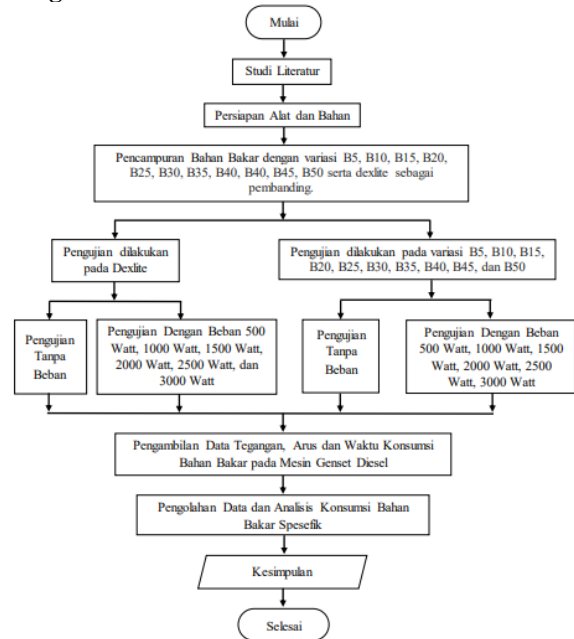 Mulai
Studi Literatur
Persiapan Alat dan Bahan
Pencampuran Bahan Bakar dengan variasi B5, B10, B15, B20,
B25, B30, B35, B40, B40, B45, B50 serta dexlite sebagai
pembanding.
Pengujian dilakukan
pada Dexlite
Pengujian dilakukan pada variasi B5, B10, B15,
B20, B25, B30, B35, B40, B45, dan B50
Pengujian
Tanpa
Beban
Pengujian Dengan Beban 500
Watt, 1000 Watt, 1500 Watt,
2000 Watt, 2500 Watt, dan
3000 Watt
Pengujian
Tanpa
Beban
Pengujian Dengan Beban
500 Watt, 1000 Watt, 1500
Watt, 2000 Watt, 2500
Watt, 3000 Watt
Pengambilan Data Tegangan, Arus dan Waktu Konsumsi
Bahan Bakar pada Mesin Genset Diesel
Pengolahan Data dan Analisis Konsumsi Bahan
Bakar Spesefik
Kesimpulan
Selesai